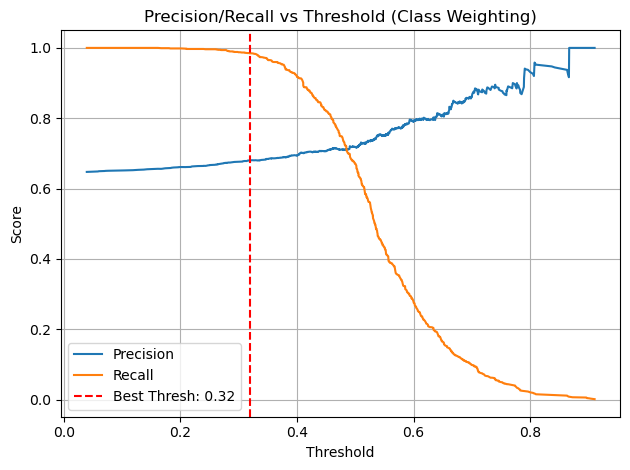 Precision/Recall vs Threshold (Class Weighting)
1.0
0.8
0.6
0.4
0.2
0.0
Score
Precision
Recall
Best Thresh: 0.32
0.0 0.2 0.4 0.6 0.8
Threshold